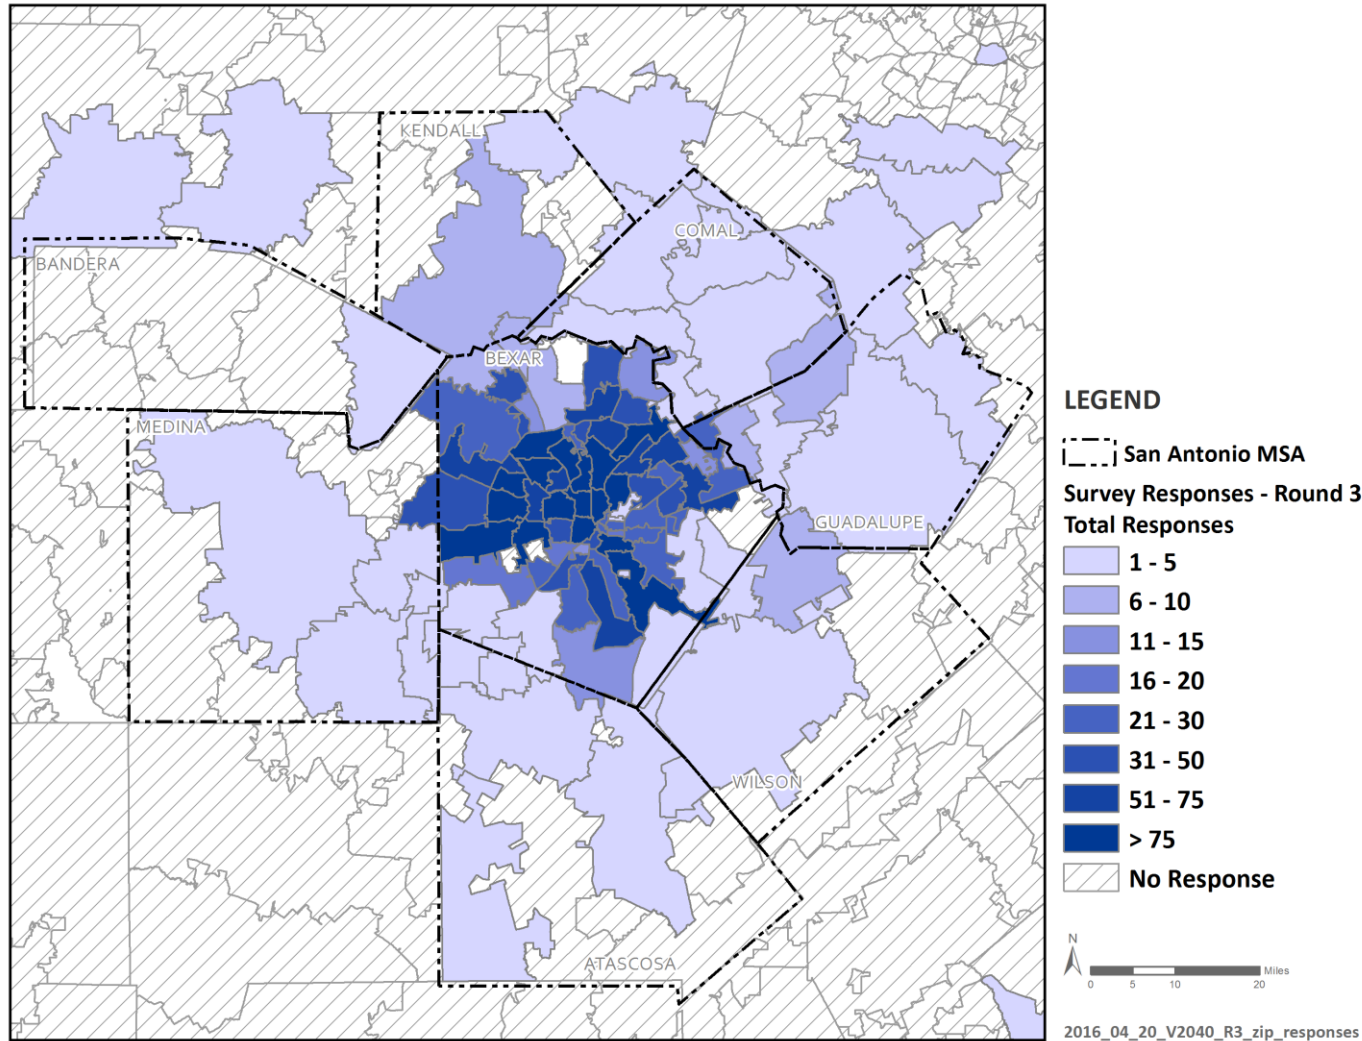 KENDALL
COMAL
BANDERA
BEXAR
MEDINA
GUADALUPE
WILSON
ATASCOSA
LEGEND
San Antonio MSA
Survey Responses - Round 3
Total Responses
1 - 5
6 - 10
11 - 15
16 - 20
21 - 30
31 - 50
51 - 75
> 75
No Response
N
Miles
0 5 10 20
2016_04_20_V2040_R3_zip_responses